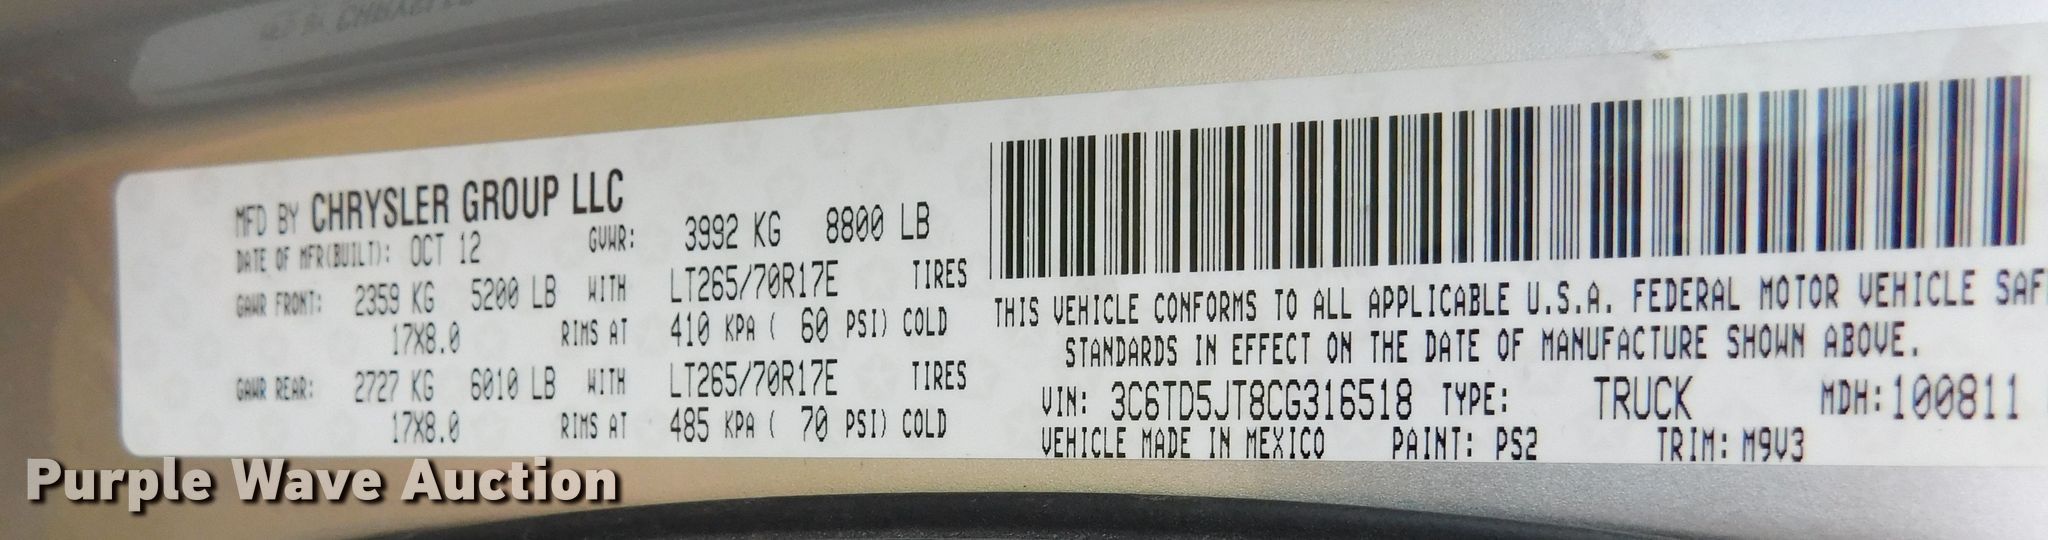 MFD BY CHRYSLER GROUP LLC
DATE OF MFR(BUILT): OCT 12 GVWR: 3992 KG 8800 LB
GAWR FRONT: 2359 KG 5200 LB WITH LT265/70R17E TIRES
17X8.0 RIMS AT 410 KPA ( 60 PSI) COLD
GAWR REAR: 2727 KG 6010 LB WITH LT265/70R17E TIRES
17X8.0 RIMS AT 485 KPA ( 70 PSI) COLD
THIS VEHICLE CONFORMS TO ALL APPLICABLE U.S.A. FEDERAL MOTOR VEHICLE SAF
STANDARDS IN EFFECT ON THE DATE OF MANUFACTURE SHOWN ABOVE.
VIN: 3C6TD5JT8CG316518 TYPE: TRUCK MDH: 100811
VEHICLE MADE IN MEXICO PAINT: PS2 TRIM: M9V3
Purple Wave Auction